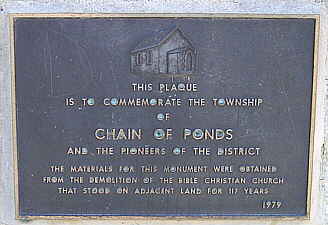 THIS PLAQUE
IS TO COMMEMORATE THE TOWNSHIP
OF
CHAIN OF PONDS
AND THE PIONEERS OF THE DISTRICT
THE MATERIALS FOR THIS MONUMENT WERE OBTAINED
FROM THE DEMOLITION OF THE BIBLE CHRISTIAN CHURCH
THAT STOOD ON ADJACENT LAND FOR 117 YEARS
1979